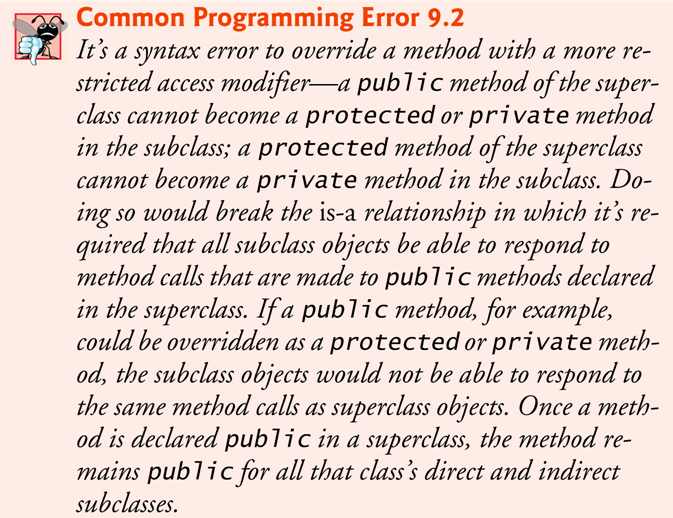 Common Programming Error 9.2
It’s a syntax error to override a method with a more re-
stricted access modifier—a public method of the super-
class cannot become a protected or private method
in the subclass; a protected method of the superclass
cannot become a private method in the subclass. Do-
ing so would break the is-a relationship in which it’s re-
quired that all subclass objects be able to respond to
method calls that are made to public methods declared
in the superclass. If a public method, for example,
could be overridden as a protected or private meth-
od, the subclass objects would not be able to respond to
the same method calls as superclass objects. Once a meth-
od is declared public in a superclass, the method re-
mains public for all that class’s direct and indirect
subclasses.